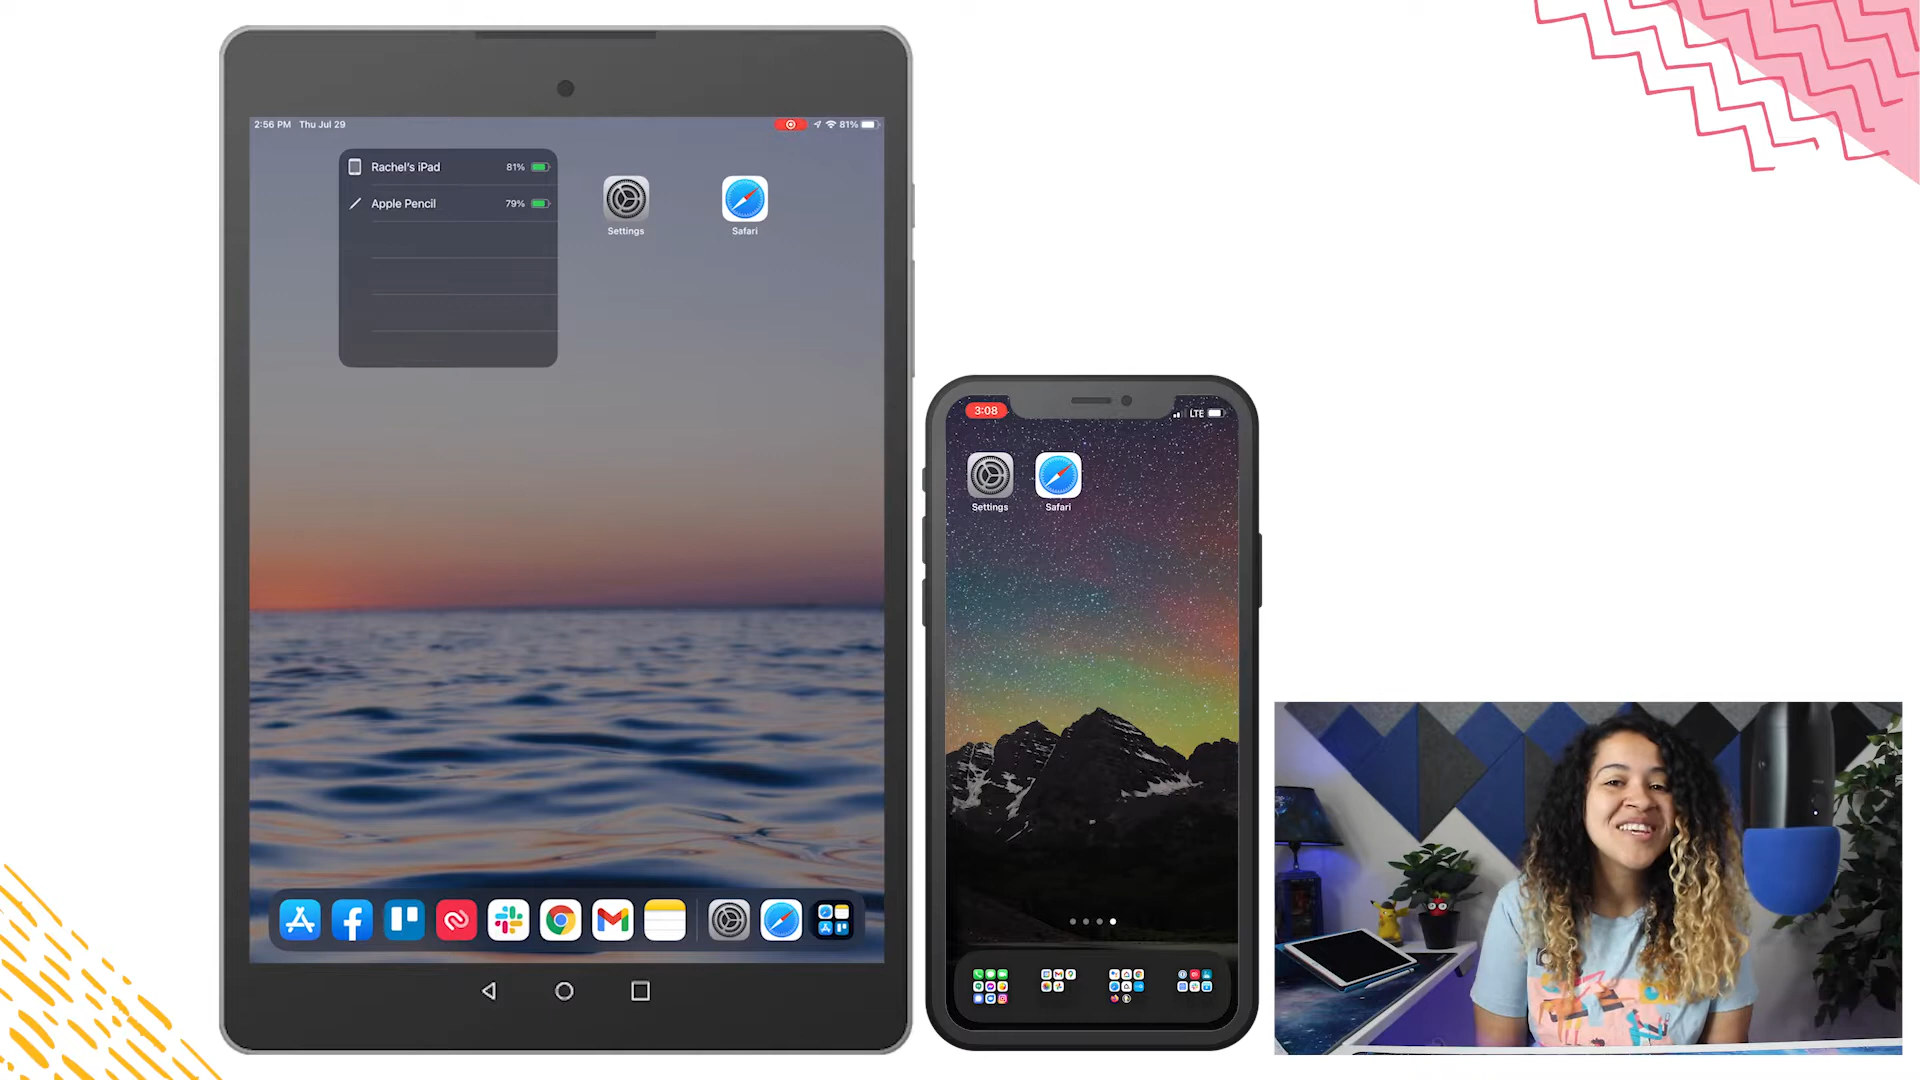 2:56 PM Thu Jul 29
81%
Rachel's iPad 81%
Apple Pencil 79%
Settings Safari
3:08
LTE
Settings Safari